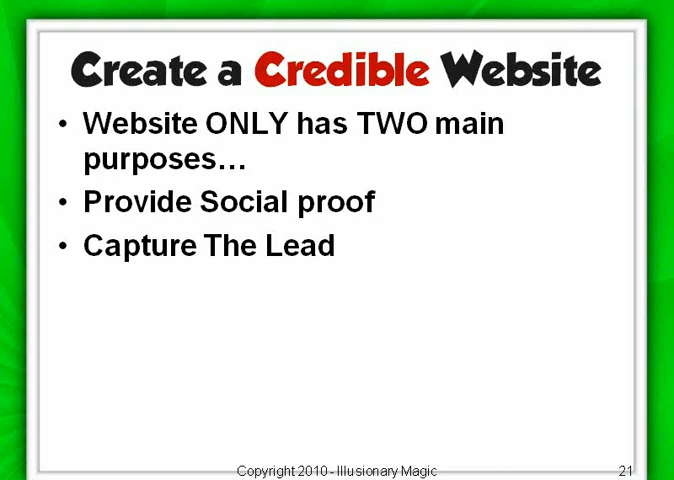 Create a Credible Website
• Website ONLY has TWO main
purposes…
• Provide Social proof
• Capture The Lead
Copyright 2010 - Illusionary Magic
21